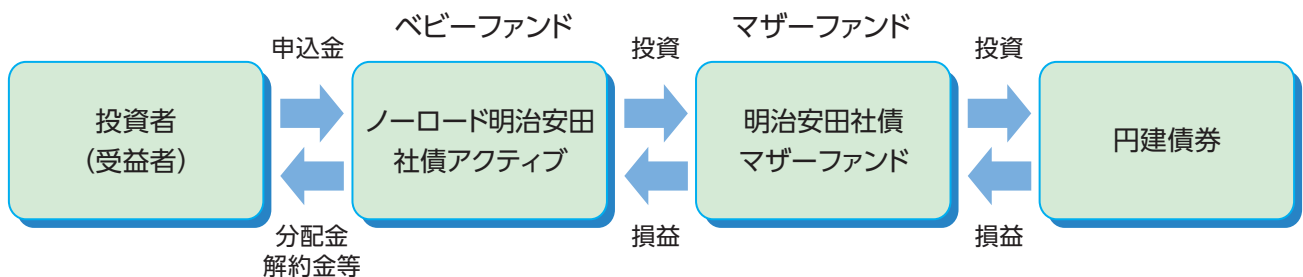 ベビーファンド
マザーファンド
申込金
投資
投資
投資者
(受益者)
ノーロード明治安田
社債アクティブ
明治安田社債
マザーファンド
円建債券
分配金
解約金等
損益
損益